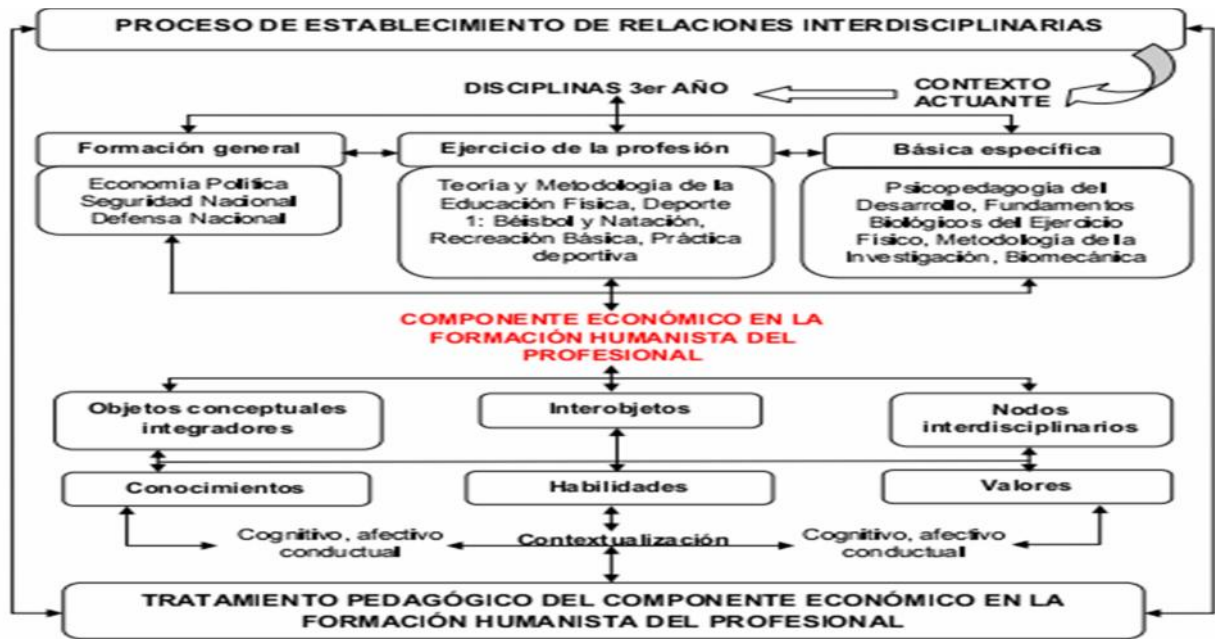 PROCESO DE ESTABLECIMIENTO DE RELACIONES INTERDISCIPLINARIAS
DISCIPLINAS 3er AÑO
CONTEXTO
ACTUANTE
Formación general
Ejercicio de la profesión
Básica específica
Economía Política
Seguridad Nacional
Defensa Nacional
Teoría y Metodología de la
Educación Física, Deporte
1: Béisbol y Natación,
Recreación Básica, Práctica
deportiva
Psicopedagogía del
Desarrollo, Fundamentos
Biológicos del Ejercicio
Físico, Metodología de la
Investigación, Biomecánica
COMPONENTE ECONÓMICO EN LA
FORMACIÓN HUMANISTA DEL
PROFESIONAL
Objetos conceptuales
integradores
Interobjetos
Nodos
interdisciplinarios
Conocimientos
Habilidades
Valores
Cognitivo, afectivo
conductual
Contextualización
Cognitivo, afectivo
conductual
TRATAMIENTO PEDAGÓGICO DEL COMPONENTE ECONÓMICO EN LA
FORMACIÓN HUMANISTA DEL PROFESIONAL